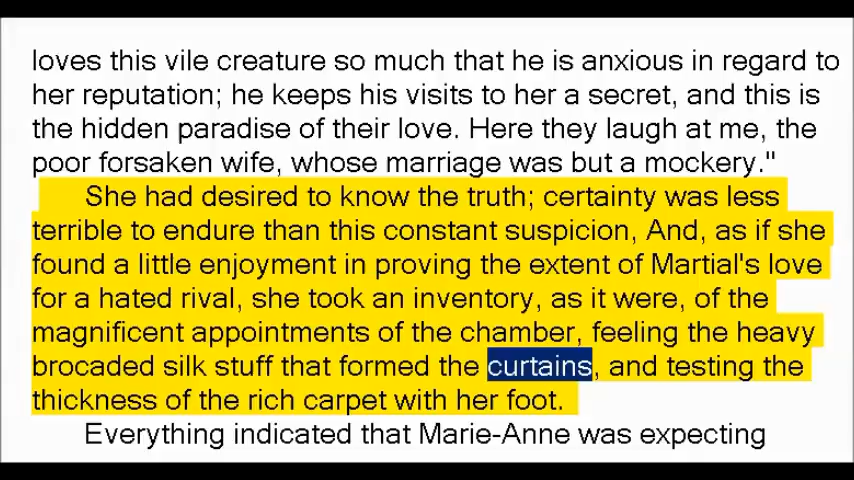 loves this vile creature so much that he is anxious in regard to
her reputation; he keeps his visits to her a secret, and this is
the hidden paradise of their love. Here they laugh at me, the
poor forsaken wife, whose marriage was but a mockery."
She had desired to know the truth; certainty was less
terrible to endure than this constant suspicion, And, as if she
found a little enjoyment in proving the extent of Martial's love
for a hated rival, she took an inventory, as it were, of the
magnificent appointments of the chamber, feeling the heavy
brocaded silk stuff that formed the curtains, and testing the
thickness of the rich carpet with her foot.
Everything indicated that Marie-Anne was expecting